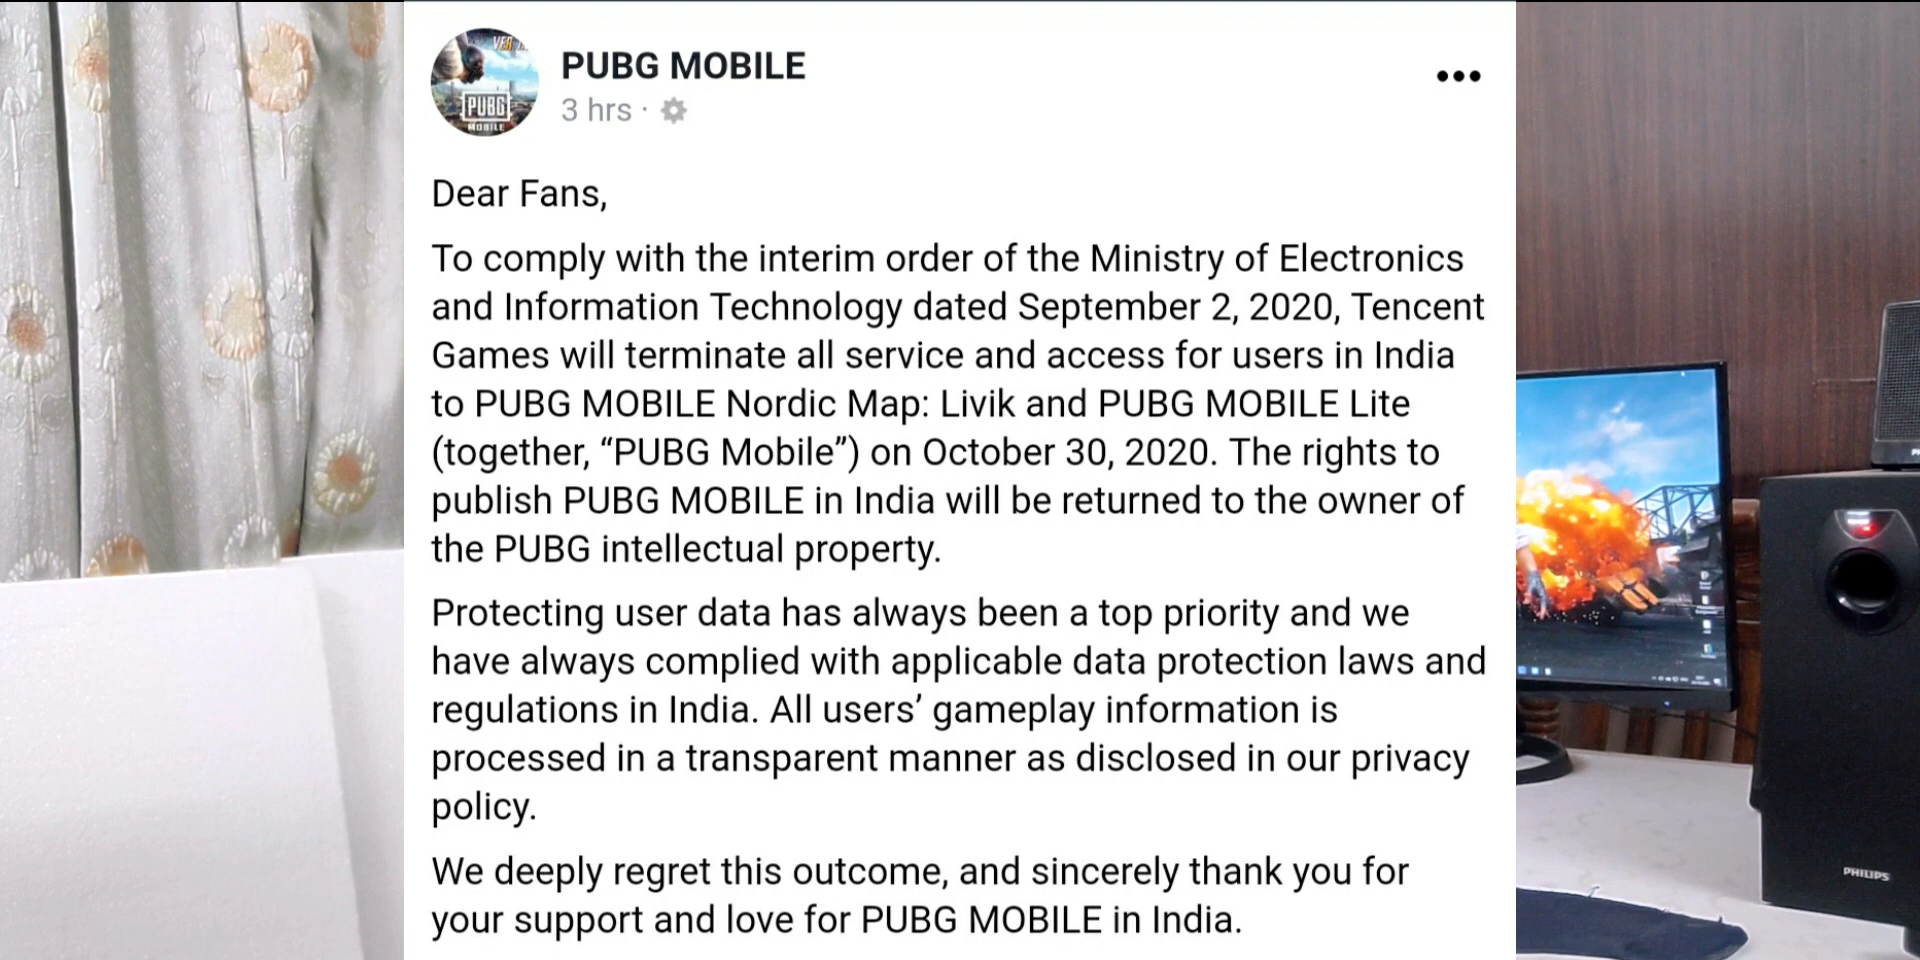 PUBG MOBILE
3 hrs ·
PUBG
MOBILE
Dear Fans,
To comply with the interim order of the Ministry of Electronics
and Information Technology dated September 2, 2020, Tencent
Games will terminate all service and access for users in India
to PUBG MOBILE Nordic Map: Livik and PUBG MOBILE Lite
(together, “PUBG Mobile”) on October 30, 2020. The rights to
publish PUBG MOBILE in India will be returned to the owner of
the PUBG intellectual property.
Protecting user data has always been a top priority and we
have always complied with applicable data protection laws and
regulations in India. All users’ gameplay information is
processed in a transparent manner as disclosed in our privacy
policy.
We deeply regret this outcome, and sincerely thank you for
your support and love for PUBG MOBILE in India.
PHILIPS